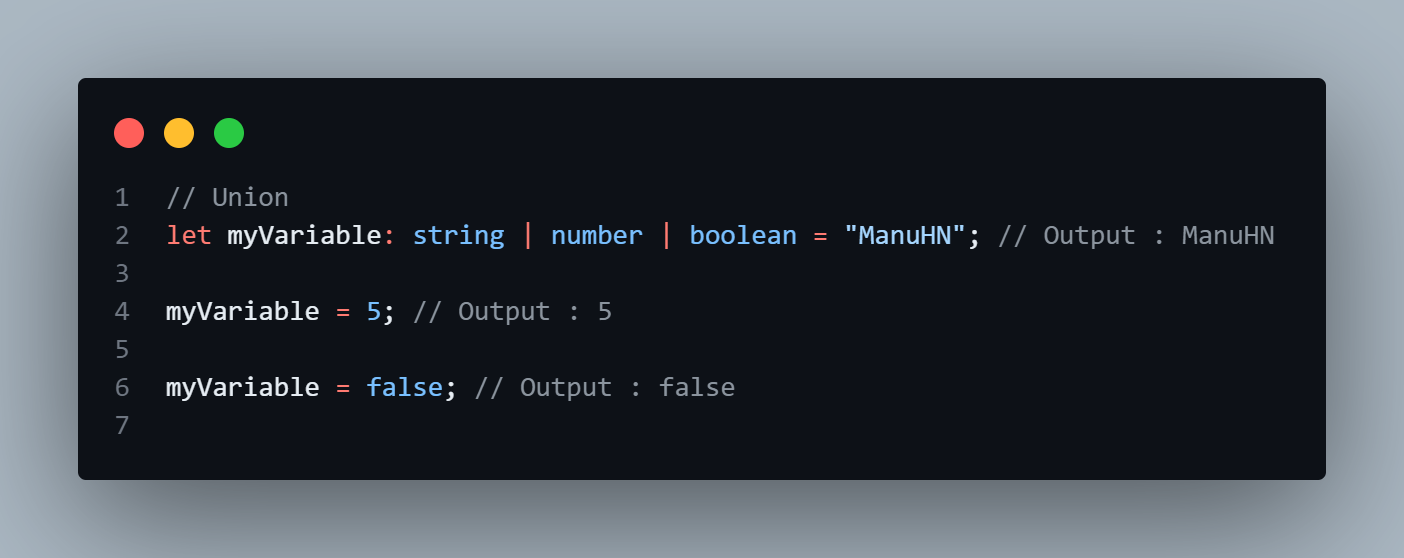 1 // Union
2 let myVariable: string | number | boolean = "ManuHN"; // Output : ManuHN
3
4 myVariable = 5; // Output : 5
5
6 myVariable = false; // Output : false
7